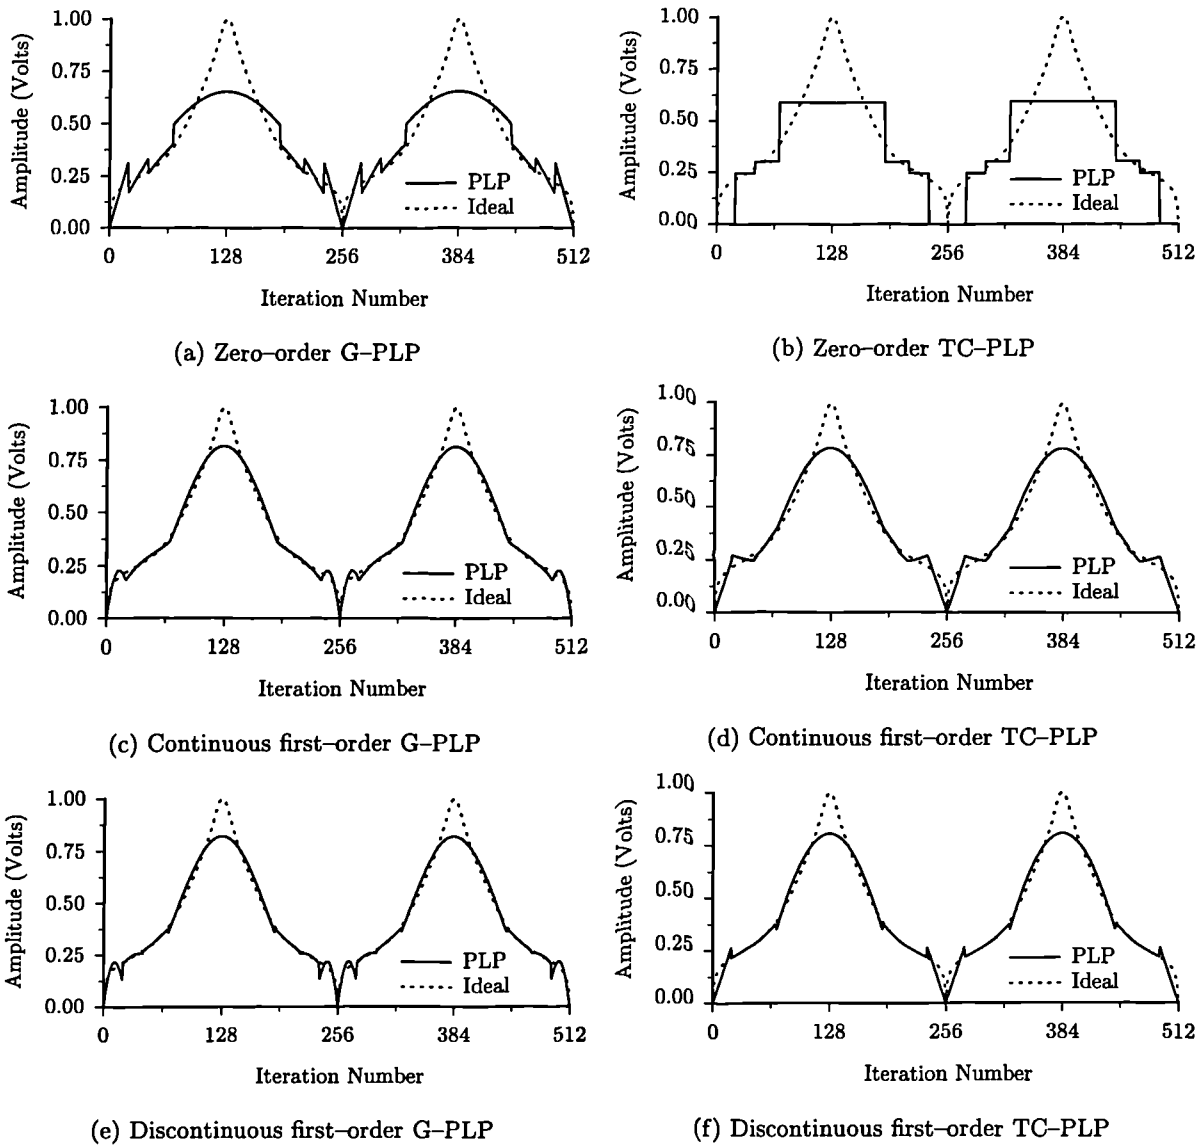 1.00
0.75
0.50
0.25
0.00
Amplitude (Volts)
PLP
Ideal
0 128 256 384 512
Iteration Number
(a) Zero–order G–PLP
1.00
0.75
0.50
0.25
0.00
Amplitude (Volts)
PLP
Ideal
0 128 256 384 512
Iteration Number
(b) Zero–order TC–PLP
1.00
0.75
0.50
0.25
0.00
Amplitude (Volts)
PLP
Ideal
0 128 256 384 512
Iteration Number
(c) Continuous first–order G–PLP
1.00
0.75
0.50
0.25
0.00
Amplitude (Volts)
PLP
Ideal
0 128 256 384 512
Iteration Number
(d) Continuous first–order TC–PLP
1.00
0.75
0.50
0.25
0.00
Amplitude (Volts)
PLP
Ideal
0 128 256 384 512
Iteration Number
(e) Discontinuous first–order G–PLP
1.00
0.75
0.50
0.25
0.00
Amplitude (Volts)
PLP
Ideal
0 128 256 384 512
Iteration Number
(f) Discontinuous first–order TC–PLP